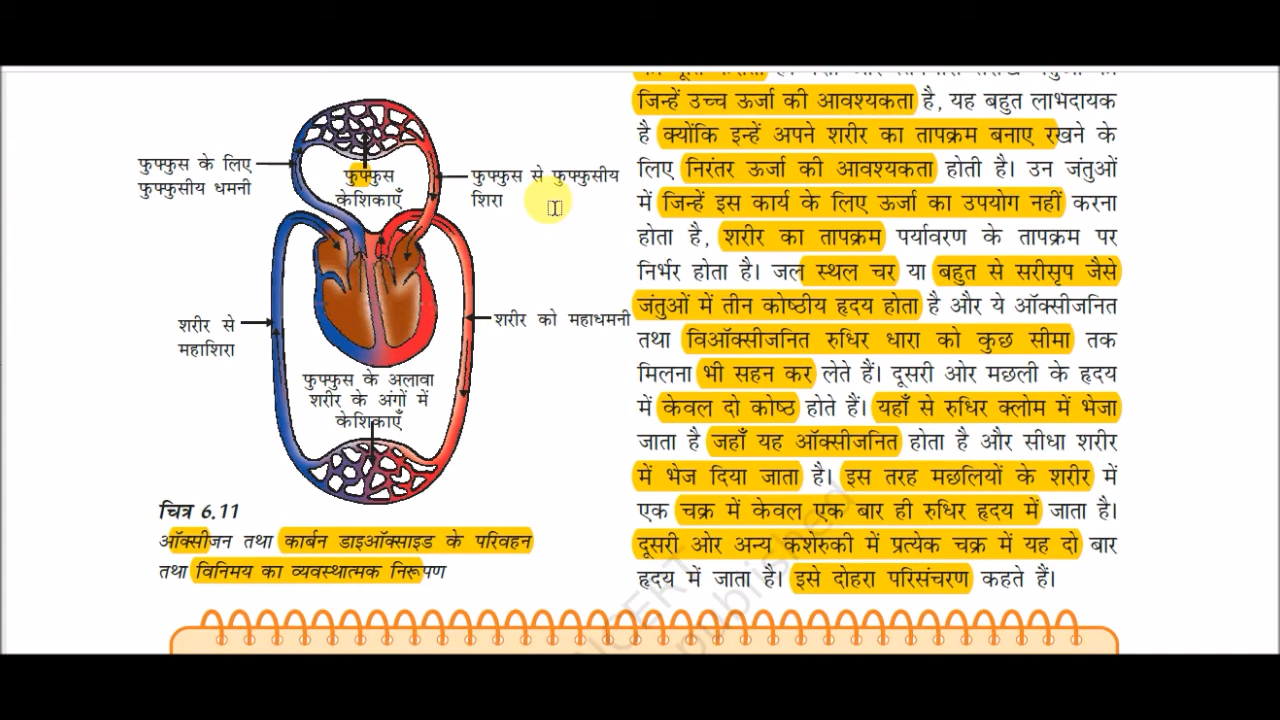 फुफ्फुस के लिए
फुफ्फुसीय धमनी
फुफ्फुस
केशिकाएँ
फुफ्फुस से फुफ्फुसीय
शिरा
शरीर से
महाशिरा
शरीर को महाधमनी
फुफ्फुस के अलावा
शरीर के अंगों में
केशिकाएँ
चित्र 6.11
ऑक्सीजन तथा कार्बन डाइऑक्साइड के परिवहन
तथा विनिमय का व्यवस्थात्मक निरूपण
जिन्हें उच्च ऊर्जा की आवश्यकता है, यह बहुत लाभदायक
है क्योंकि इन्हें अपने शरीर का तापक्रम बनाए रखने के
लिए निरंतर ऊर्जा की आवश्यकता होती है। उन जंतुओं
में जिन्हें इस कार्य के लिए ऊर्जा का उपयोग नहीं करना
होता है, शरीर का तापक्रम पर्यावरण के तापक्रम पर
निर्भर होता है। जल स्थल चर या बहुत से सरीसृप जैसे
जंतुओं में तीन कोष्ठीय हृदय होता है और ये ऑक्सीजनित
तथा विऑक्सीजनित रुधिर धारा को कुछ सीमा तक
मिलना भी सहन कर लेते हैं। दूसरी ओर मछली के हृदय
में केवल दो कोष्ठ होते हैं। यहाँ से रुधिर क्लोम में भेजा
जाता है जहाँ यह ऑक्सीजनित होता है और सीधा शरीर
में भेज दिया जाता है। इस तरह मछलियों के शरीर में
एक चक्र में केवल एक बार ही रुधिर हृदय में जाता है।
दूसरी ओर अन्य कशेरुकी में प्रत्येक चक्र में यह दो बार
हृदय में जाता है। इसे दोहरा परिसंचरण कहते हैं।
published